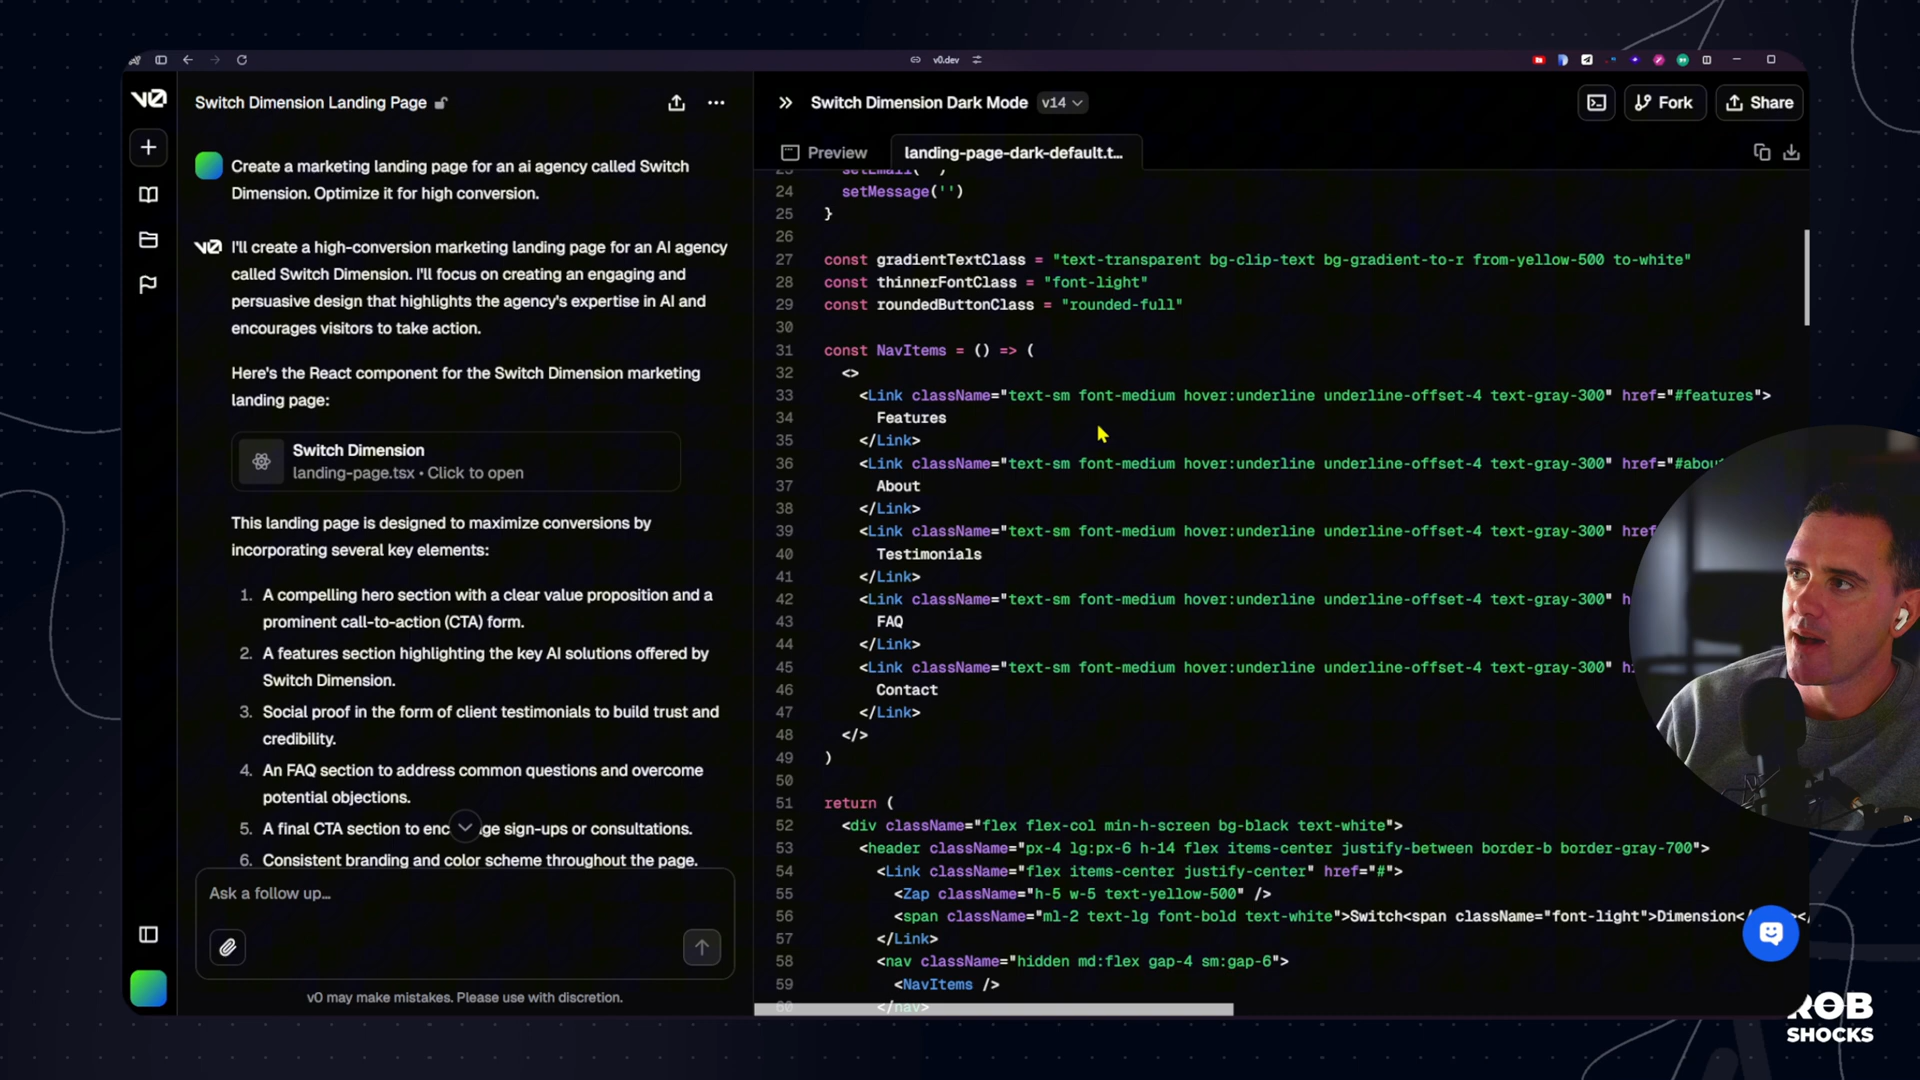 v0.dev
Switch Dimension Landing Page
Create a marketing landing page for an ai agency called Switch
Dimension. Optimize it for high conversion.
I'll create a high-conversion marketing landing page for an AI agency
called Switch Dimension. I'll focus on creating an engaging and
persuasive design that highlights the agency's expertise in AI and
encourages visitors to take action.
Here's the React component for the Switch Dimension marketing
landing page:
Switch Dimension
landing-page.tsx • Click to open
This landing page is designed to maximize conversions by
incorporating several key elements:
1. A compelling hero section with a clear value proposition and a
prominent call-to-action (CTA) form.
2. A features section highlighting the key AI solutions offered by
Switch Dimension.
3. Social proof in the form of client testimonials to build trust and
credibility.
4. An FAQ section to address common questions and overcome
potential objections.
5. A final CTA section to enc ge sign-ups or consultations.
6. Consistent branding and color scheme throughout the page.
Ask a follow up...
v0 may make mistakes. Please use with discretion.
Switch Dimension Dark Mode v14
Fork
Share
Preview
landing-page-dark-default.t...
23 setEmail('')
24 setMessage('')
25 }
26
27 const gradientTextClass = "text-transparent bg-clip-text bg-gradient-to-r from-yellow-500 to-white"
28 const thinnerFontClass = "font-light"
29 const roundedButtonClass = "rounded-full"
30
31 const NavItems = () => (
32 <>
33 <Link className="text-sm font-medium hover:underline underline-offset-4 text-gray-300" href="#features">
34 Features
35 </Link>
36 <Link className="text-sm font-medium hover:underline underline-offset-4 text-gray-300" href="#abou
37 About
38 </Link>
39 <Link className="text-sm font-medium hover:underline underline-offset-4 text-gray-300" href
40 Testimonials
41 </Link>
42 <Link className="text-sm font-medium hover:underline underline-offset-4 text-gray-300" h
43 FAQ
44 </Link>
45 <Link className="text-sm font-medium hover:underline underline-offset-4 text-gray-300" h
46 Contact
47 </Link>
48 </>
49 )
50
51 return (
52 <div className="flex flex-col min-h-screen bg-black text-white">
53 <header className="px-4 lg:px-6 h-14 flex items-center justify-between border-b border-gray-700">
54 <Link className="flex items-center justify-center" href="#">
55 <Zap className="h-5 w-5 text-yellow-500" />
56 <span className="ml-2 text-lg font-bold text-white">Switch<span className="font-light">Dimension</
57 </Link>
58 <nav className="hidden md:flex gap-4 sm:gap-6">
59 <NavItems />
60 </nav>
ROB
SHOCKS